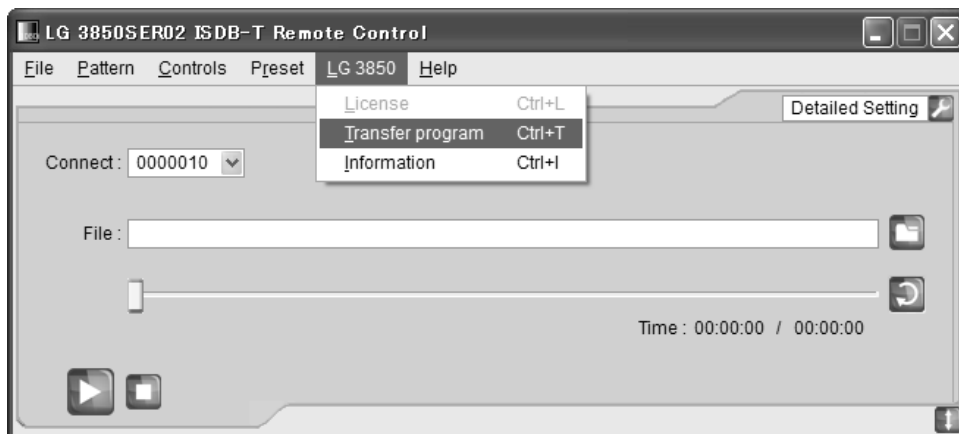 LG 3850SER02 ISDB-T Remote Control
File Pattern Controls Preset LG 3850 Help
License Ctrl+L
Detailed Setting
Transfer program Ctrl+T
Connect : 0000010
Information Ctrl+I
File :
Time : 00:00:00 / 00:00:00